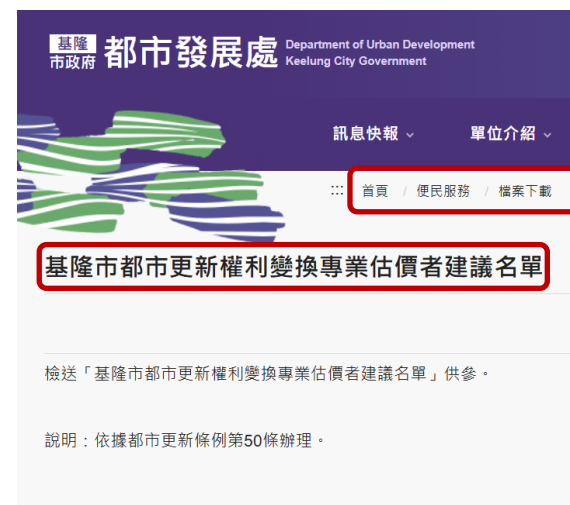 基隆
市政府
都市發展處
Department of Urban Development
Keelung City Government
訊息快報 單位介紹
::: 首頁 / 便民服務 / 檔案下載
基隆市都市更新權利變換專業估價者建議名單
檢送「基隆市都市更新權利變換專業估價者建議名單」供參。
說明：依據都市更新條例第50條辦理。